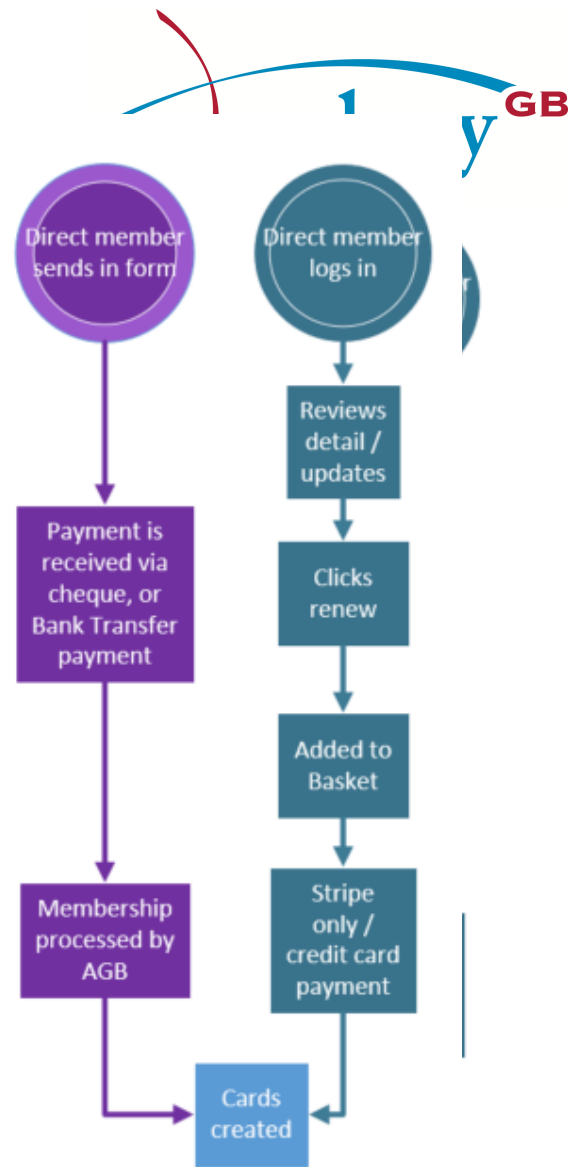 GB
Direct member
sends in form
Direct member
logs in
Reviews
detail /
updates
Payment is
received via
cheque, or
Bank Transfer
payment
Clicks
renew
Added to
Basket
Membership
processed by
AGB
Stripe
only /
credit card
payment
Cards
created